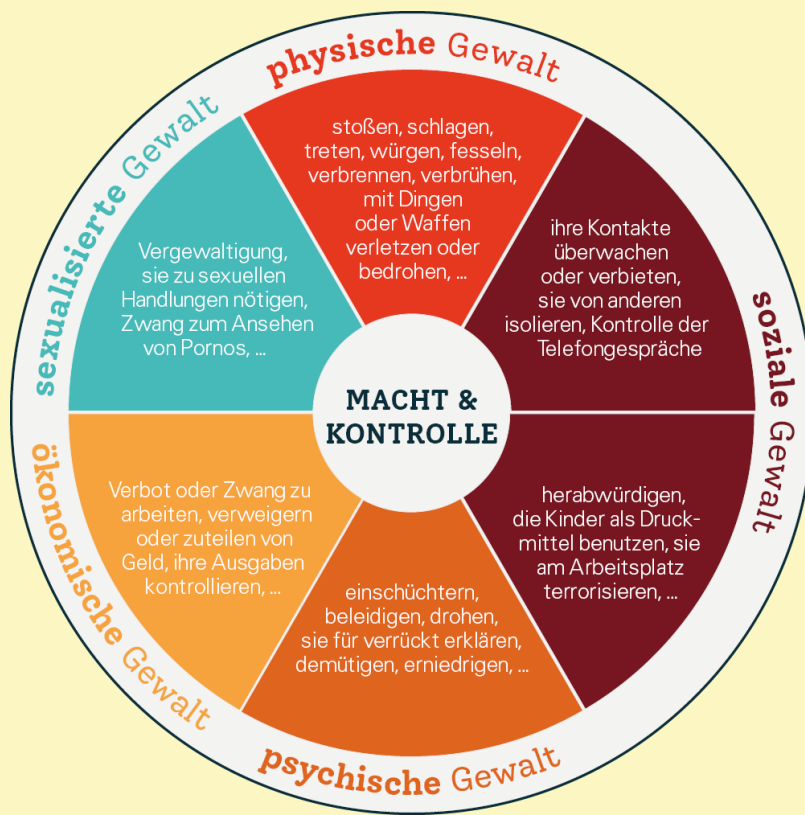 physische Gewalt
stoßen, schlagen,
treten, würgen, fesseln,
verbrennen, verbrühen,
mit Dingen
oder Waffen
verletzen oder
bedrohen, ...
soziale Gewalt
ihre Kontakte
überwachen
oder verbieten,
sie von anderen
isolieren, Kontrolle der
Telefongespräche
herabwürdigen,
die Kinder als Druck-
mittel benutzen, sie
am Arbeitsplatz
terrorisieren, ...
psychische Gewalt
einschüchtern,
beleidigen, drohen,
sie für verrückt erklären,
demütigen, erniedrigen, ...
ökonomische Gewalt
Verbot oder Zwang zu
arbeiten, verweigern
oder zuteilen von
Geld, ihre Ausgaben
kontrollieren, ...
sexualisierte Gewalt
Vergewaltigung,
sie zu sexuellen
Handlungen nötigen,
Zwang zum Ansehen
von Pornos, ...
MACHT &
KONTROLLE